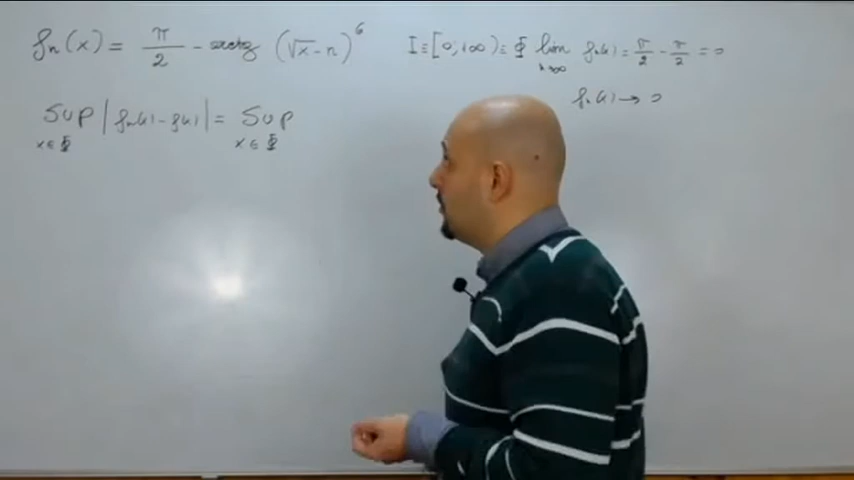 fn(x) = π/2 - arctg (√x - n)^6
I ≡ [0; +∞) ≡ Φ lim n→∞ fn(x) = π/2 - π/2 = 0
fn(x) → 0
SUP x∈Φ |fn(x) - f(x)| = SUP x∈Φ